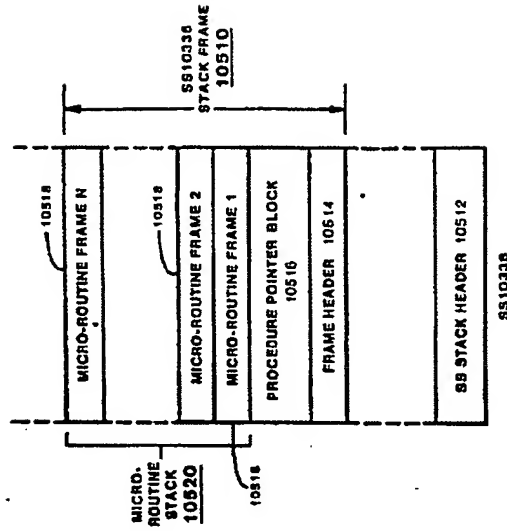 SS10336
STACK FRAME
10510
10518
MICRO-ROUTINE FRAME N
10518
MICRO-ROUTINE FRAME 2
MICRO-ROUTINE FRAME 1
PROCEDURE POINTER BLOCK
10516
FRAME HEADER 10514
SS STACK HEADER 10512
SS10336
MICRO-
ROUTINE
STACK
10520
10518